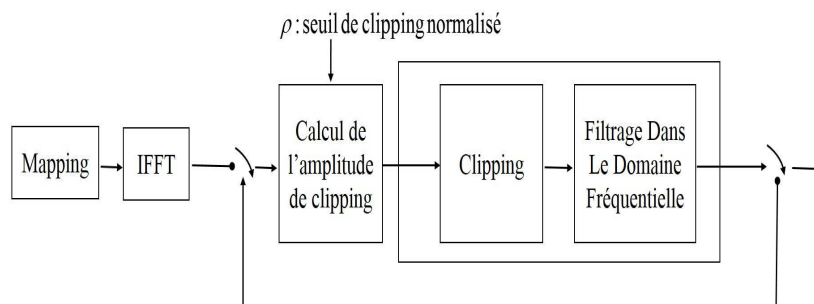 ρ : seuil de clipping normalisé
Mapping
IFFT
Calcul de
l'amplitude
de clipping
Clipping
Filtrage Dans
Le Domaine
Fréquentielle